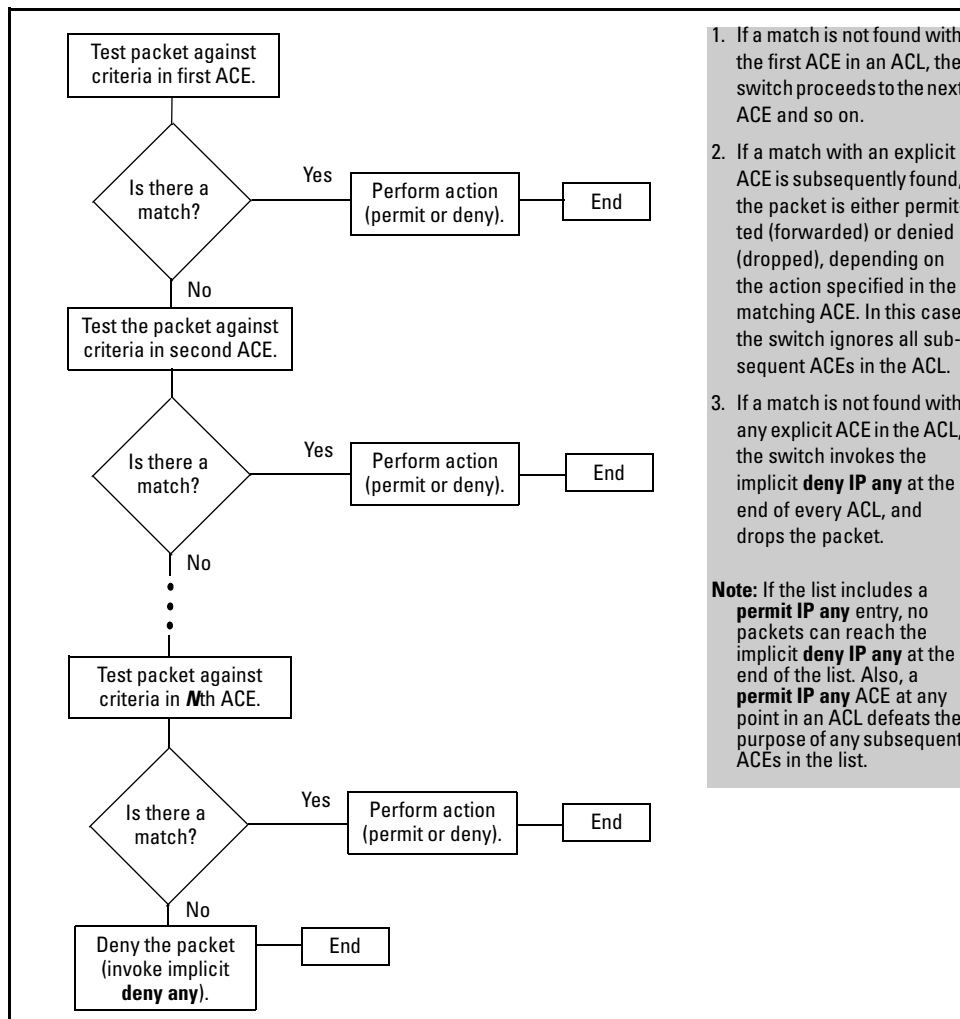 Test packet against
criteria in first ACE.
Is there a
match?
Yes
Perform action
(permit or deny).
End
No
Test the packet against
criteria in second ACE.
Is there a
match?
Yes
Perform action
(permit or deny).
End
No
Test packet against
criteria in Nth ACE.
Is there a
match?
Yes
Perform action
(permit or deny).
End
No
Deny the packet
(invoke implicit
deny any).
End
1. If a match is not found with
the first ACE in an ACL, the
switch proceeds to the next
ACE and so on.
2. If a match with an explicit
ACE is subsequently found,
the packet is either permit-
ted (forwarded) or denied
(dropped), depending on
the action specified in the
matching ACE. In this case
the switch ignores all sub-
sequent ACEs in the ACL.
3. If a match is not found with
any explicit ACE in the ACL,
the switch invokes the
implicit deny IP any at the
end of every ACL, and
drops the packet.
Note: If the list includes a
permit IP any entry, no
packets can reach the
implicit deny IP any at the
end of the list. Also, a
permit IP any ACE at any
point in an ACL defeats the
purpose of any subsequent
ACEs in the list.